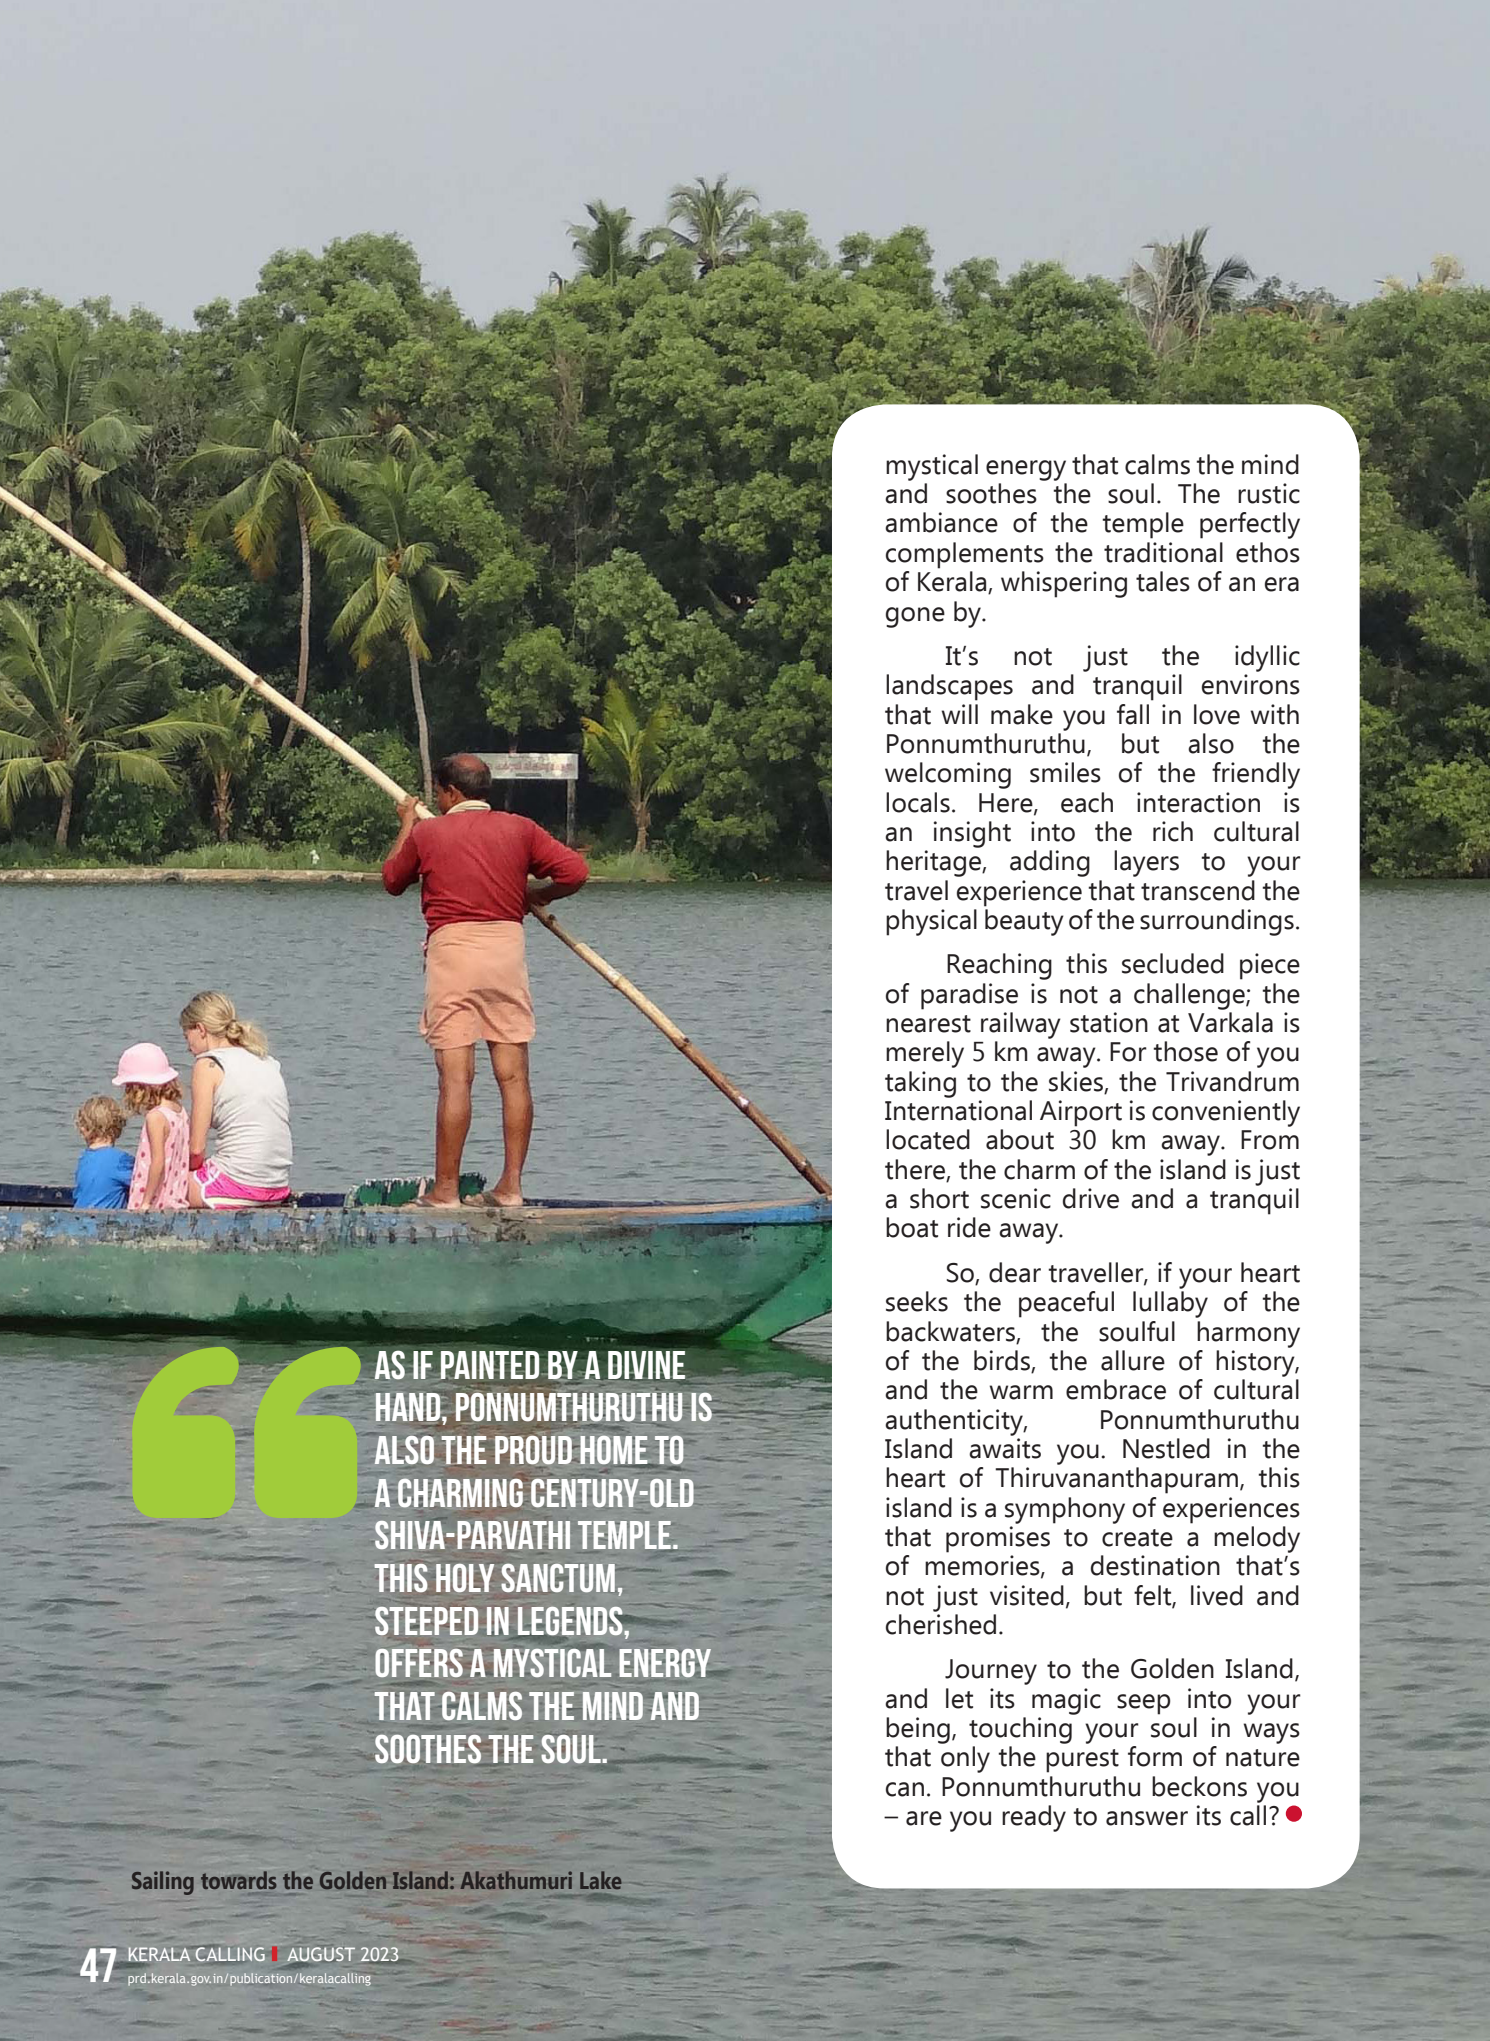 mystical energy that calms the mind
and soothes the soul. The rustic
ambiance of the temple perfectly
complements the traditional ethos
of Kerala, whispering tales of an era
gone by.
It’s not just the idyllic
landscapes and tranquil environs
that will make you fall in love with
Ponnumthuruthu, but also the
welcoming smiles of the friendly
locals. Here, each interaction is
an insight into the rich cultural
heritage, adding layers to your
travel experience that transcend the
physical beauty of the surroundings.
Reaching this secluded piece
of paradise is not a challenge; the
nearest railway station at Varkala is
merely 5 km away. For those of you
taking to the skies, the Trivandrum
International Airport is conveniently
located about 30 km away. From
there, the charm of the island is just
a short scenic drive and a tranquil
boat ride away.
So, dear traveller, if your heart
seeks the peaceful lullaby of the
backwaters, the soulful harmony
of the birds, the allure of history,
and the warm embrace of cultural
authenticity, Ponnumthuruthu
Island awaits you. Nestled in the
heart of Thiruvananthapuram, this
island is a symphony of experiences
that promises to create a melody
of memories, a destination that’s
not just visited, but felt, lived and
cherished.
Journey to the Golden Island,
and let its magic seep into your
being, touching your soul in ways
that only the purest form of nature
can. Ponnumthuruthu beckons you
– are you ready to answer its call?
“AS IF PAINTED BY A DIVINE
HAND, PONNUMTHURUTHU IS
ALSO THE PROUD HOME TO
A CHARMING CENTURY-OLD
SHIVA-PARVATHI TEMPLE.
THIS HOLY SANCTUM,
STEEPED IN LEGENDS,
OFFERS A MYSTICAL ENERGY
THAT CALMS THE MIND AND
SOOTHES THE SOUL.
Sailing towards the Golden Island: Akathumuri Lake
47 KERALA CALLING AUGUST 2023
prd.kerala.gov.in/publication/keralacalling